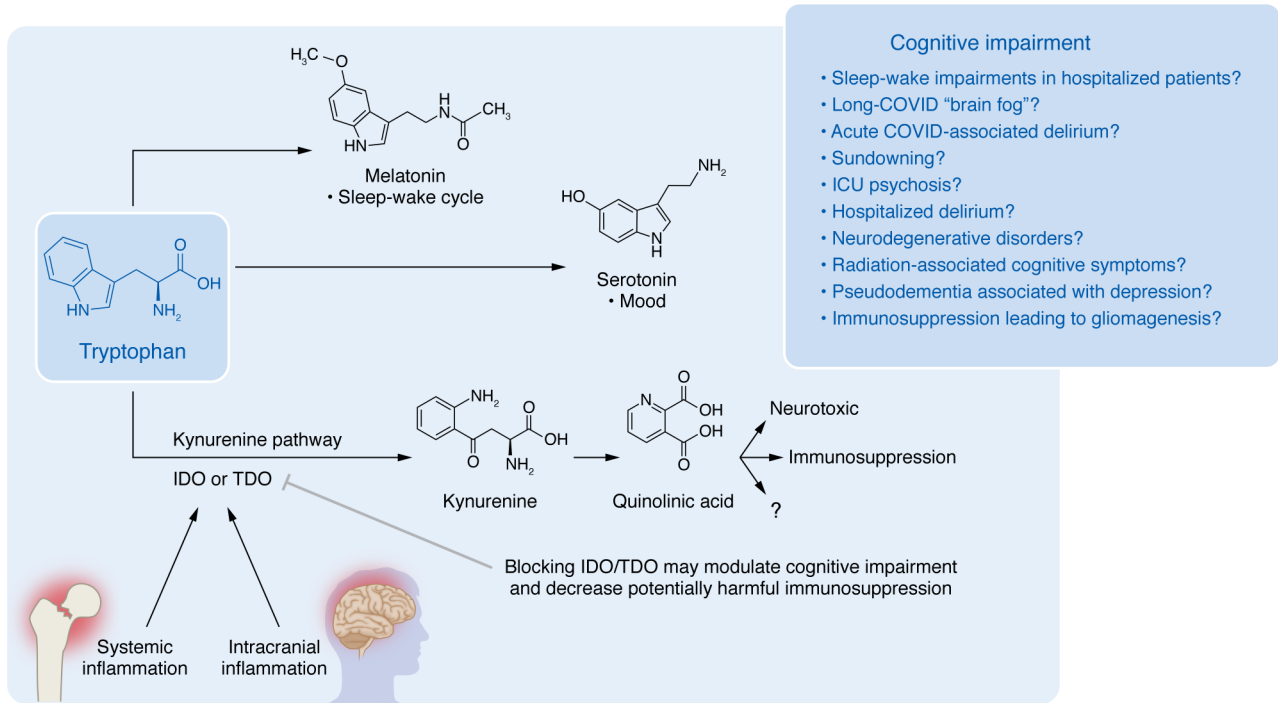 Cognitive impairment
• Sleep-wake impairments in hospitalized patients?
• Long-COVID “brain fog”?
• Acute COVID-associated delirium?
• Sundowning?
• ICU psychosis?
• Hospitalized delirium?
• Neurodegenerative disorders?
• Radiation-associated cognitive symptoms?
• Pseudodementia associated with depression?
• Immunosuppression leading to gliomagenesis?
H₃C
O
H
N
CH₃
HN
O
Melatonin
• Sleep-wake cycle
NH₂
HO
N
H
Serotonin
• Mood
O
OH
HN
NH₂
Tryptophan
Kynurenine pathway
IDO or TDO
NH₂
O
OH
O
NH₂
Kynurenine
O
N
OH
OH
O
Quinolinic acid
Neurotoxic
Immunosuppression
?
Blocking IDO/TDO may modulate cognitive impairment
and decrease potentially harmful immunosuppression
Systemic
inflammation
Intracranial
inflammation